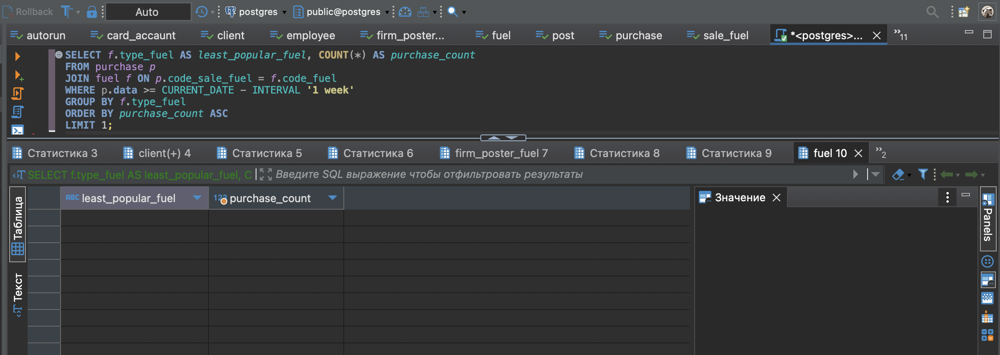 Rollback Auto postgres public@postgres
autorun card_accaunt client employee firm_poster... fuel post purchase sale_fuel *<postgres>... »11
SELECT f.type_fuel AS least_popular_fuel, COUNT(*) AS purchase_count
FROM purchase p
JOIN fuel f ON p.code_sale_fuel = f.code_fuel
WHERE p.data >= CURRENT_DATE - INTERVAL '1 week'
GROUP BY f.type_fuel
ORDER BY purchase_count ASC
LIMIT 1;
Статистика 3 client(+) 4 Статистика 5 Статистика 6 firm_poster_fuel 7 Статистика 8 Статистика 9 fuel 10 »2
SELECT f.type_fuel AS least_popular_fuel, C Введите SQL выражение чтобы отфильтровать результаты
ABC least_popular_fuel 123 purchase_count
Значение
Таблица
Текст
Panels